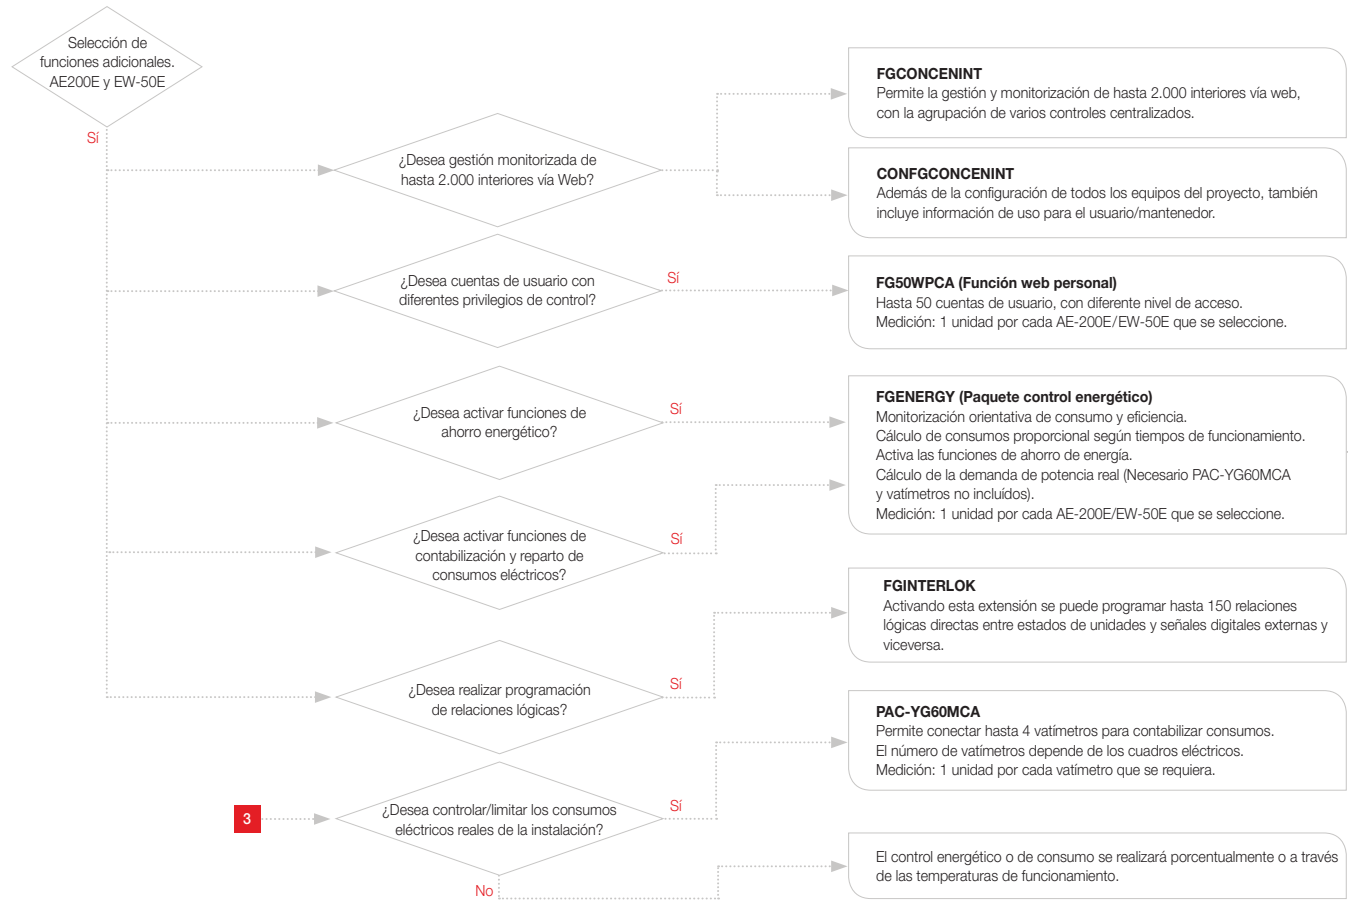 Selección de
funciones adicionales.
AE200E y EW-50E
Sí
¿Desea gestión monitorizada de
hasta 2.000 interiores vía Web?
FGCONCENINT
Permite la gestión y monitorización de hasta 2.000 interiores vía web,
con la agrupación de varios controles centralizados.
CONFGCONCENINT
Además de la configuración de todos los equipos del proyecto, también
incluye información de uso para el usuario/mantenedor.
¿Desea cuentas de usuario con
diferentes privilegios de control?
Sí
FG50WPCA (Función web personal)
Hasta 50 cuentas de usuario, con diferente nivel de acceso.
Medición: 1 unidad por cada AE-200E/EW-50E que se seleccione.
¿Desea activar funciones de
ahorro energético?
Sí
FGENERGY (Paquete control energético)
Monitorización orientativa de consumo y eficiencia.
Cálculo de consumos proporcional según tiempos de funcionamiento.
Activa las funciones de ahorro de energía.
Cálculo de la demanda de potencia real (Necesario PAC-YG60MCA
y vatímetros no incluídos).
Medición: 1 unidad por cada AE-200E/EW-50E que se seleccione.
¿Desea activar funciones de
contabilización y reparto de
consumos eléctricos?
Sí
FGINTERLOK
Activando esta extensión se puede programar hasta 150 relaciones
lógicas directas entre estados de unidades y señales digitales externas y
viceversa.
¿Desea realizar programación
de relaciones lógicas?
Sí
PAC-YG60MCA
Permite conectar hasta 4 vatímetros para contabilizar consumos.
El número de vatímetros depende de los cuadros eléctricos.
Medición: 1 unidad por cada vatímetro que se requiera.
3
¿Desea controlar/limitar los consumos
eléctricos reales de la instalación?
Sí
No
El control energético o de consumo se realizará porcentualmente o a través
de las temperaturas de funcionamiento.